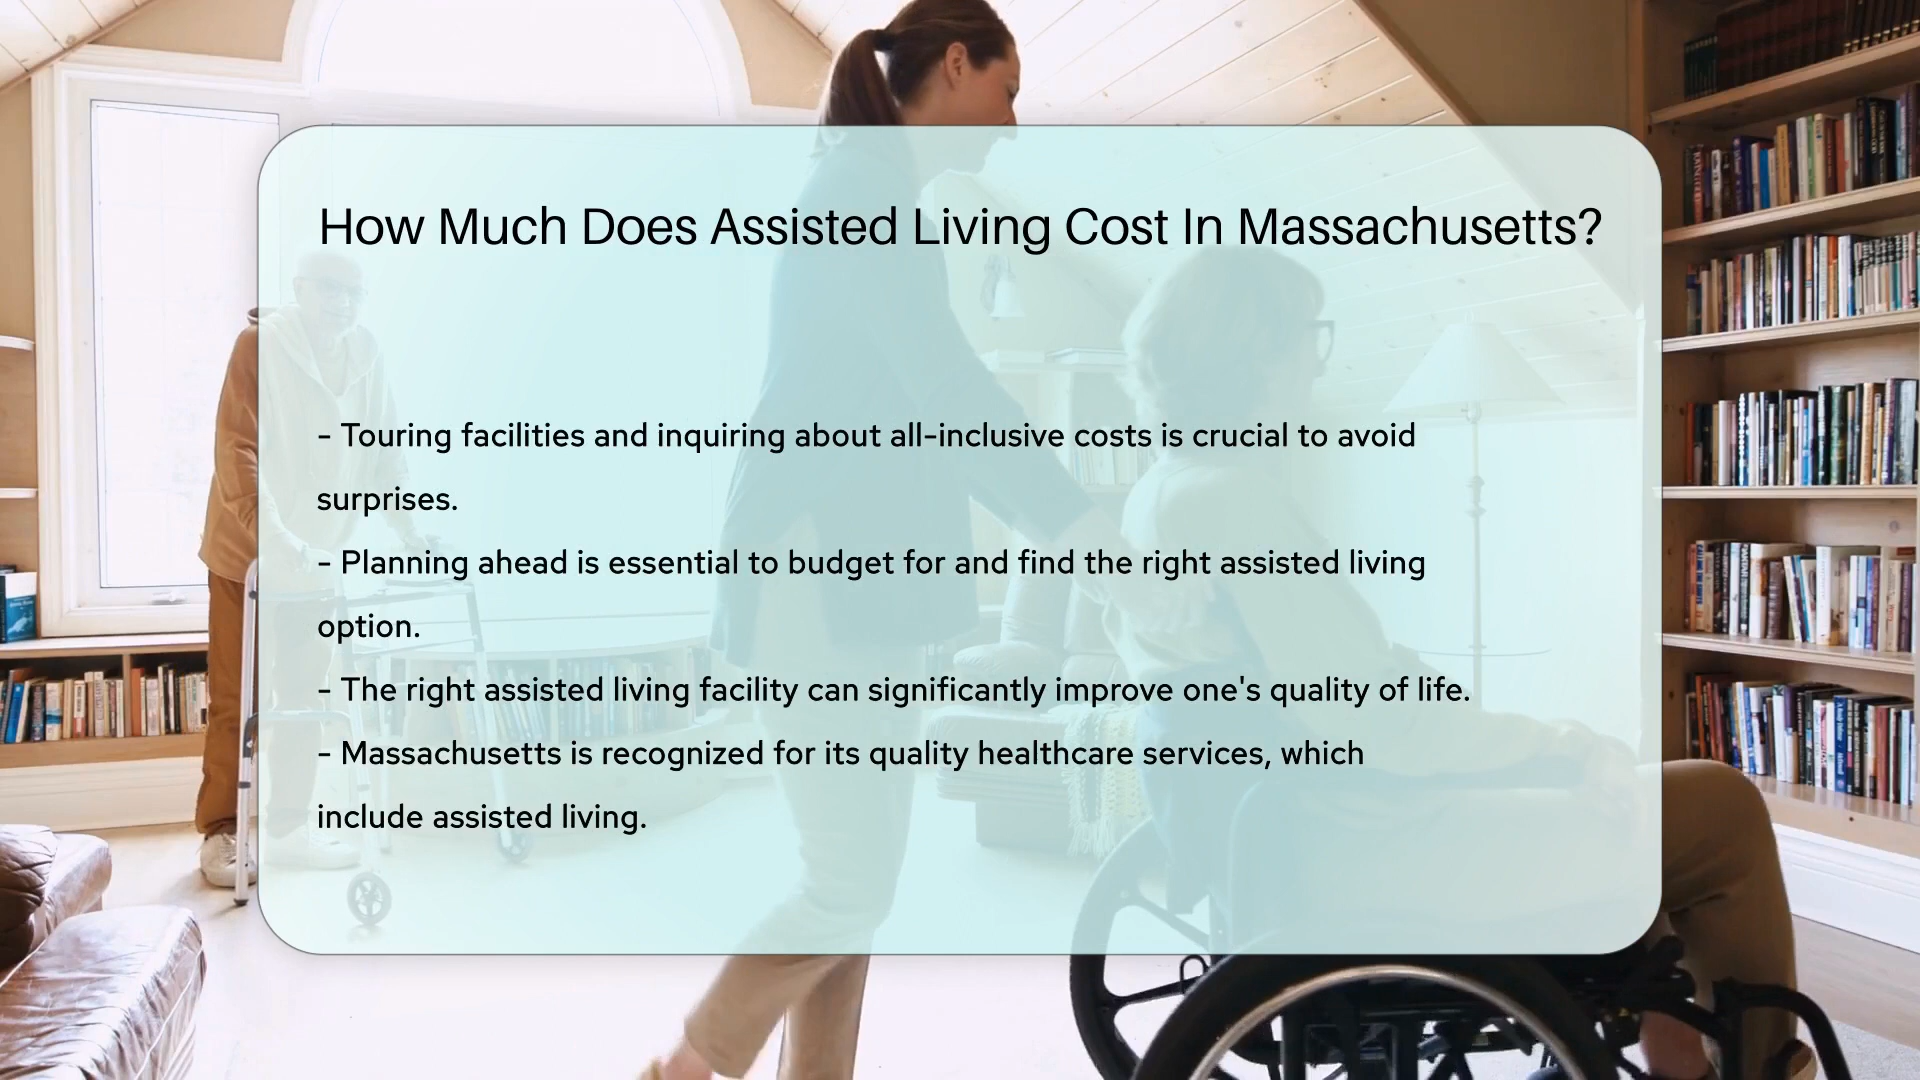 How Much Does Assisted Living Cost In Massachusetts?
- Touring facilities and inquiring about all-inclusive costs is crucial to avoid
surprises.
- Planning ahead is essential to budget for and find the right assisted living
option.
- The right assisted living facility can significantly improve one's quality of life.
- Massachusetts is recognized for its quality healthcare services, which
include assisted living.